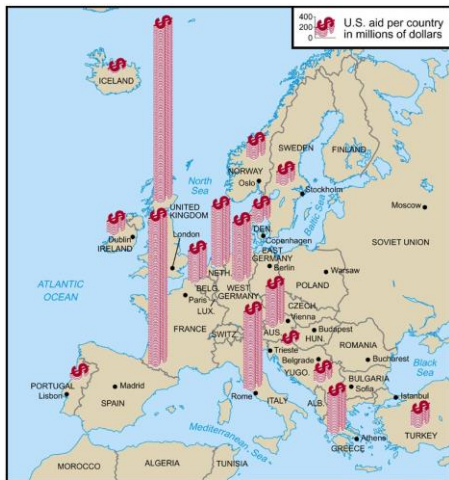 400
200
0
U.S. aid per country
in millions of dollars
ICELAND
SWEDEN
FINLAND
NORWAY
Oslo
Stockholm
North
Sea
Baltic Sea
Moscow
SOVIET UNION
UNITED
KINGDOM
London
Dublin
IRELAND
DEN.
Copenhagen
EAST
GERMANY
Berlin
NETH.
WEST
GERMANY
BELG.
Warsaw
POLAND
ATLANTIC
OCEAN
Paris
LUX.
FRANCE
CZECH.
Vienna
AUS.
Budapest
HUN.
SWITZ.
Trieste
ROMANIA
Belgrade
Bucharest
YUGO.
Black
Sea
BULGARIA
Sofia
PORTUGAL
Lisbon
Madrid
SPAIN
Rome
ITALY
ALB.
Istanbul
Mediterranean Sea
Athens
GREECE
TURKEY
MOROCCO
ALGERIA
TUNISIA